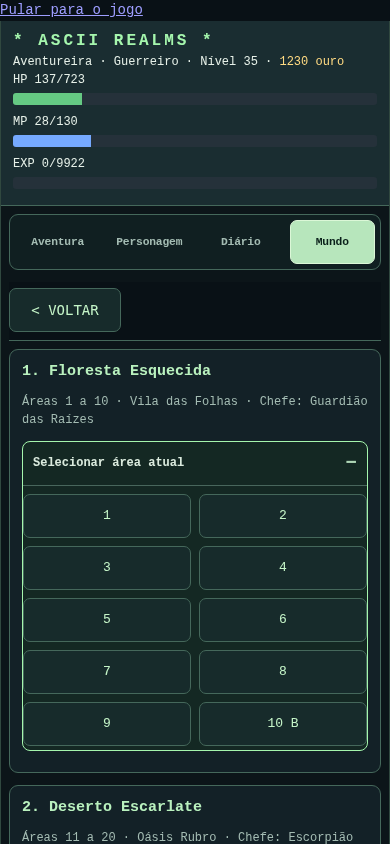 Pular para o jogo
* ASCII REALMS *
Aventureira · Guerreiro · Nível 35 · 1230 ouro
HP 137/723
MP 28/130
EXP 0/9922
Aventura Personagem Diário Mundo
< VOLTAR
1. Floresta Esquecida
Áreas 1 a 10 · Vila das Folhas · Chefe: Guardião
das Raízes
Selecionar área atual −
1 2
3 4
5 6
7 8
9 10 B
2. Deserto Escarlate
Áreas 11 a 20 · Oásis Rubro · Chefe: Escorpião